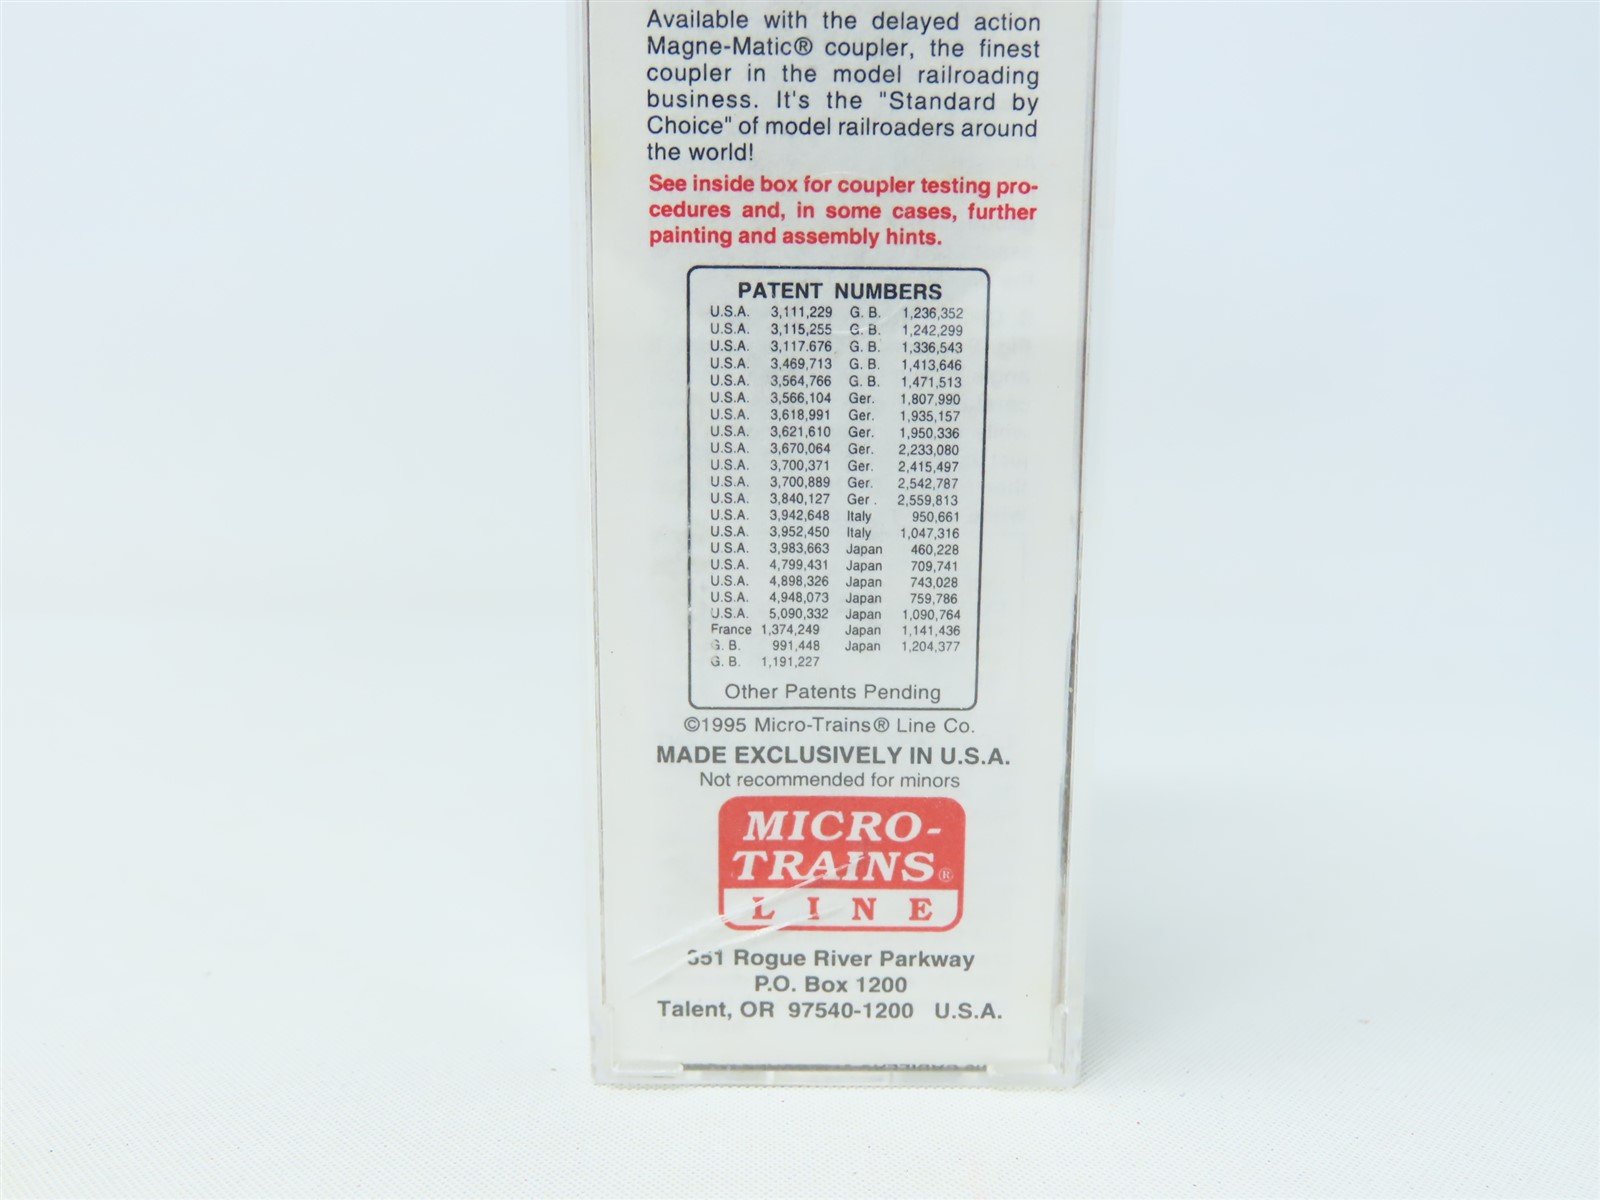 Available with the delayed action
Magne-Matic® coupler, the finest
coupler in the model railroading
business. It's the "Standard by
Choice" of model railroaders around
the world!
See inside box for coupler testing pro-
cedures and, in some cases, further
painting and assembly hints.
PATENT NUMBERS
U.S.A. 3,111,229 G. B. 1,236,352
U.S.A. 3,115,255 G. B. 1,242,299
U.S.A. 3,117.676 G. B. 1,336,543
U.S.A. 3,469,713 G. B. 1,413,646
U.S.A. 3,564,766 G. B. 1,471,513
U.S.A. 3,566,104 Ger. 1,807,990
U.S.A. 3,618,991 Ger. 1,935,157
U.S.A. 3,621,610 Ger. 1,950,336
U.S.A. 3,670,064 Ger. 2,233,080
U.S.A. 3,700,371 Ger. 2,415,497
U.S.A. 3,700,889 Ger. 2,542,787
U.S.A. 3,840,127 Ger . 2,559,813
U.S.A. 3,942,648 Italy 950,661
U.S.A. 3,952,450 Italy 1,047,316
U.S.A. 3,983,663 Japan 460,228
U.S.A. 4,799,431 Japan 709,741
U.S.A. 4,898,326 Japan 743,028
U.S.A. 4,948,073 Japan 759,786
U.S.A. 5,090,332 Japan 1,090,764
France 1,374,249 Japan 1,141,436
G. B. 991,448 Japan 1,204,377
G. B. 1,191,227
Other Patents Pending
©1995 Micro-Trains® Line Co.
MADE EXCLUSIVELY IN U.S.A.
Not recommended for minors
MICRO-
TRAINS®
LINE
351 Rogue River Parkway
P.O. Box 1200
Talent, OR 97540-1200 U.S.A.